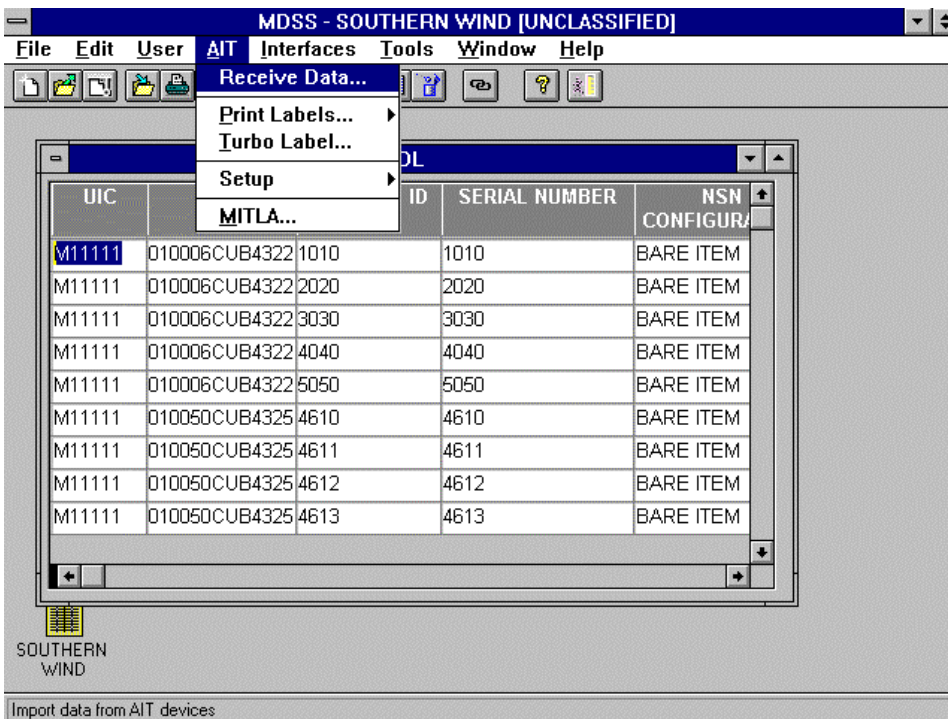 MDSS - SOUTHERN WIND [UNCLASSIFIED]
File Edit User AIT Interfaces Tools Window Help
Receive Data...
Print Labels...
Turbo Label...
Setup
MITLA...
UIC ID SERIAL NUMBER NSN
M11111 010006CUB4322 1010 1010 BARE ITEM
M11111 010006CUB4322 2020 2020 BARE ITEM
M11111 010006CUB4322 3030 3030 BARE ITEM
M11111 010006CUB4322 4040 4040 BARE ITEM
M11111 010006CUB4322 5050 5050 BARE ITEM
M11111 010050CUB4325 4610 4610 BARE ITEM
M11111 010050CUB4325 4611 4611 BARE ITEM
M11111 010050CUB4325 4612 4612 BARE ITEM
M11111 010050CUB4325 4613 4613 BARE ITEM
SOUTHERN
WIND
Import data from AIT devices